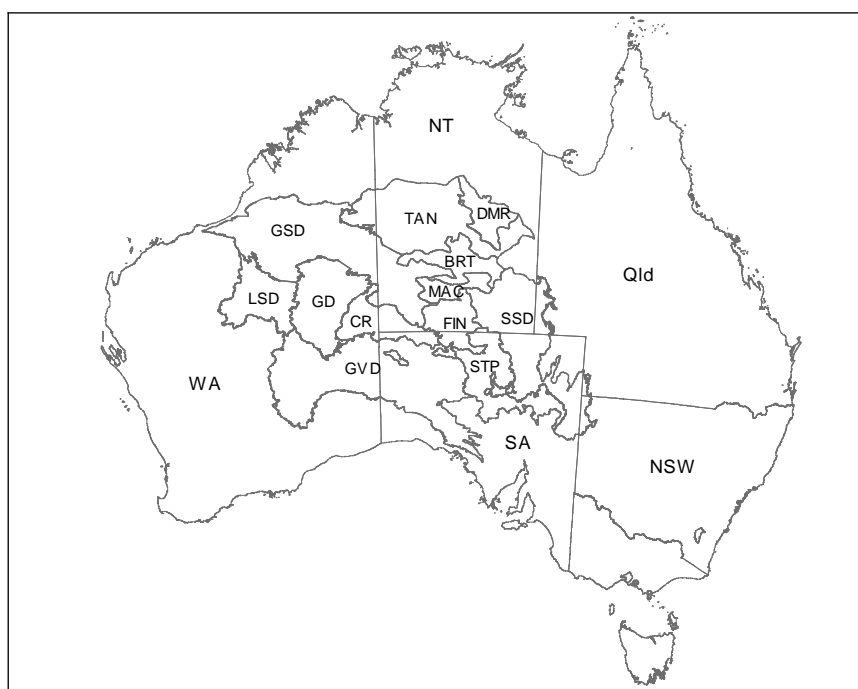 NT
TAN
DMR
GSD
BRT
Qld
MAC
LSD
GD
SSD
CR
FIN
GVD
STP
WA
SA
NSW